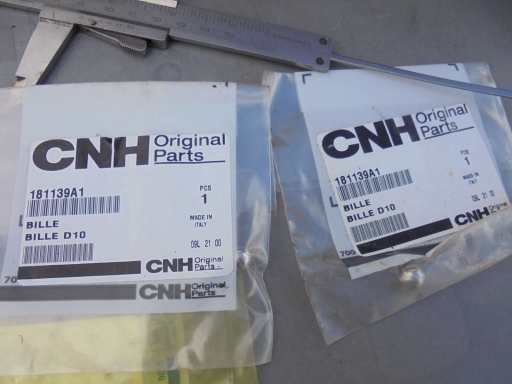 CNH Original
Parts
181139A1
PCS
1
BILLE
BILLE D10
MADE IN
ITALY
09L 21 00
CNH Original
Parts
700
CNH Original
Parts
CNH Original
Parts
181139A1
PCS
1
BILLE
BILLE D10
MADE IN
ITALY
09L 21 00
CNH Original
700